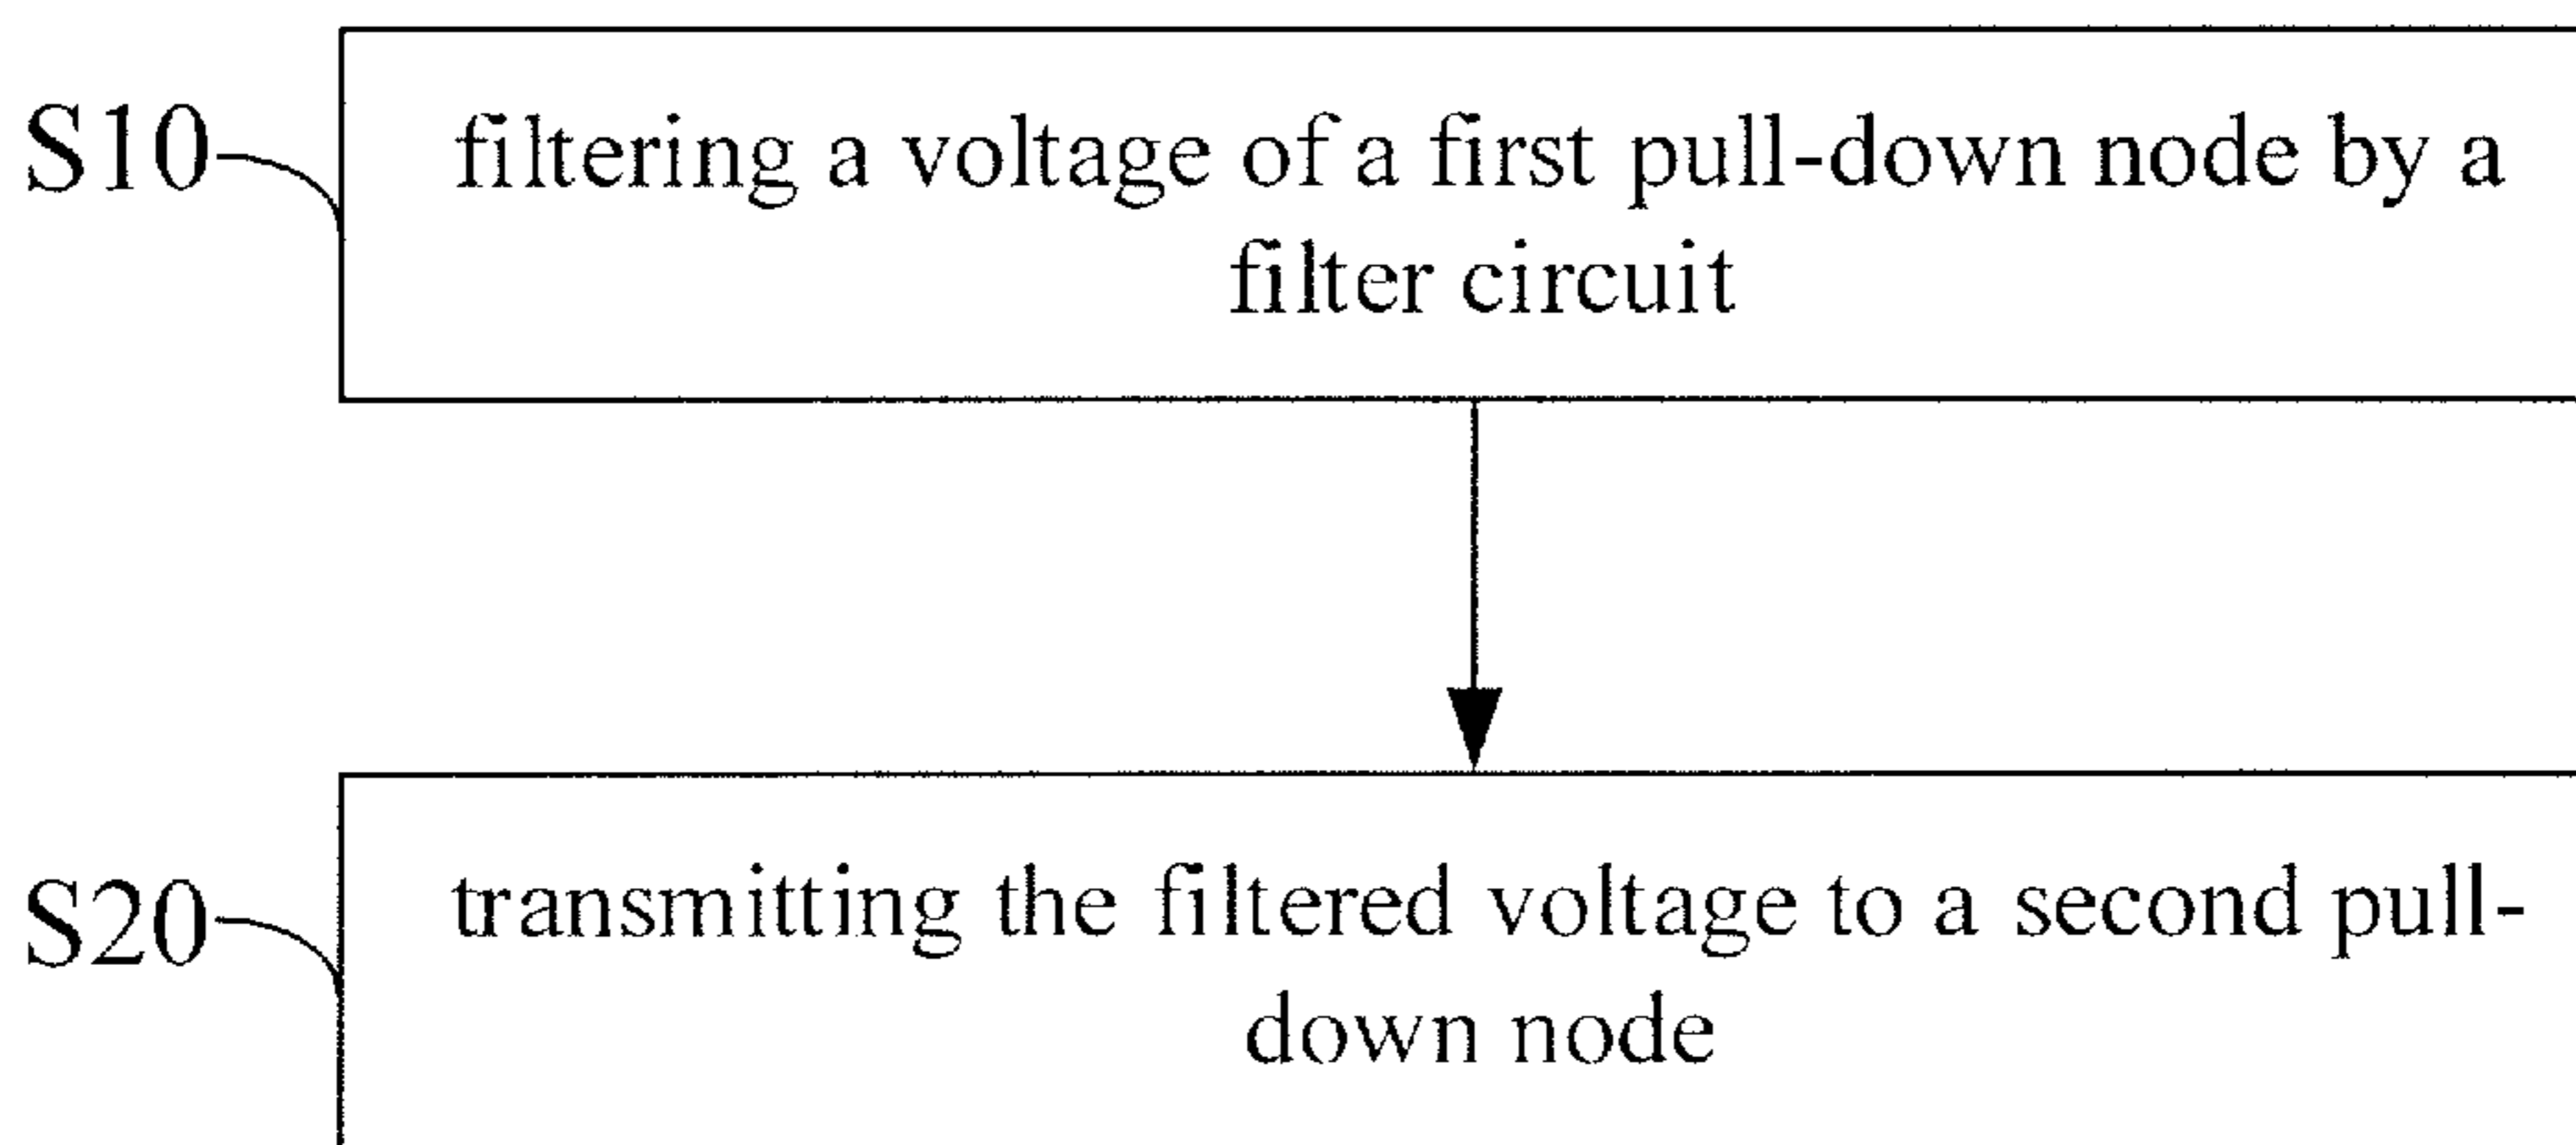 S10
filtering a voltage of a first pull-down node by a
filter circuit
S20
transmitting the filtered voltage to a second pull-
down node